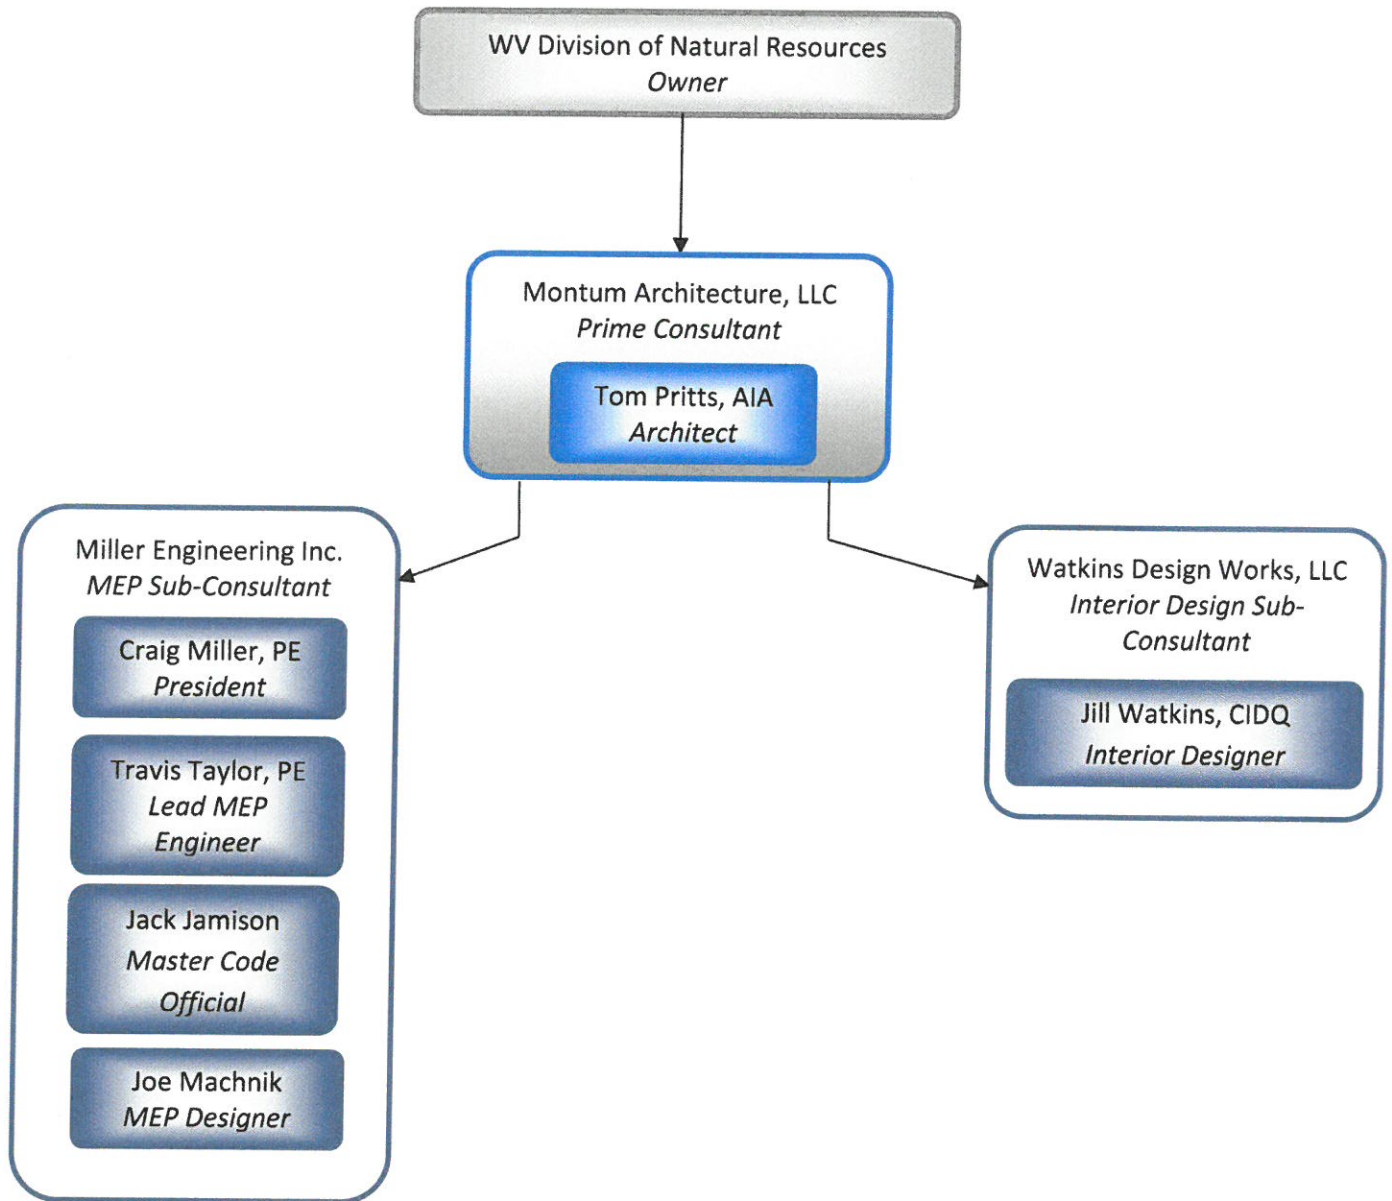 WV Division of Natural Resources
Owner
Montum Architecture, LLC
Prime Consultant
Tom Pritts, AIA
Architect
Miller Engineering Inc.
MEP Sub-Consultant
Craig Miller, PE
President
Travis Taylor, PE
Lead MEP
Engineer
Jack Jamison
Master Code
Official
Joe Machnik
MEP Designer
Watkins Design Works, LLC
Interior Design Sub-
Consultant
Jill Watkins, CIDQ
Interior Designer